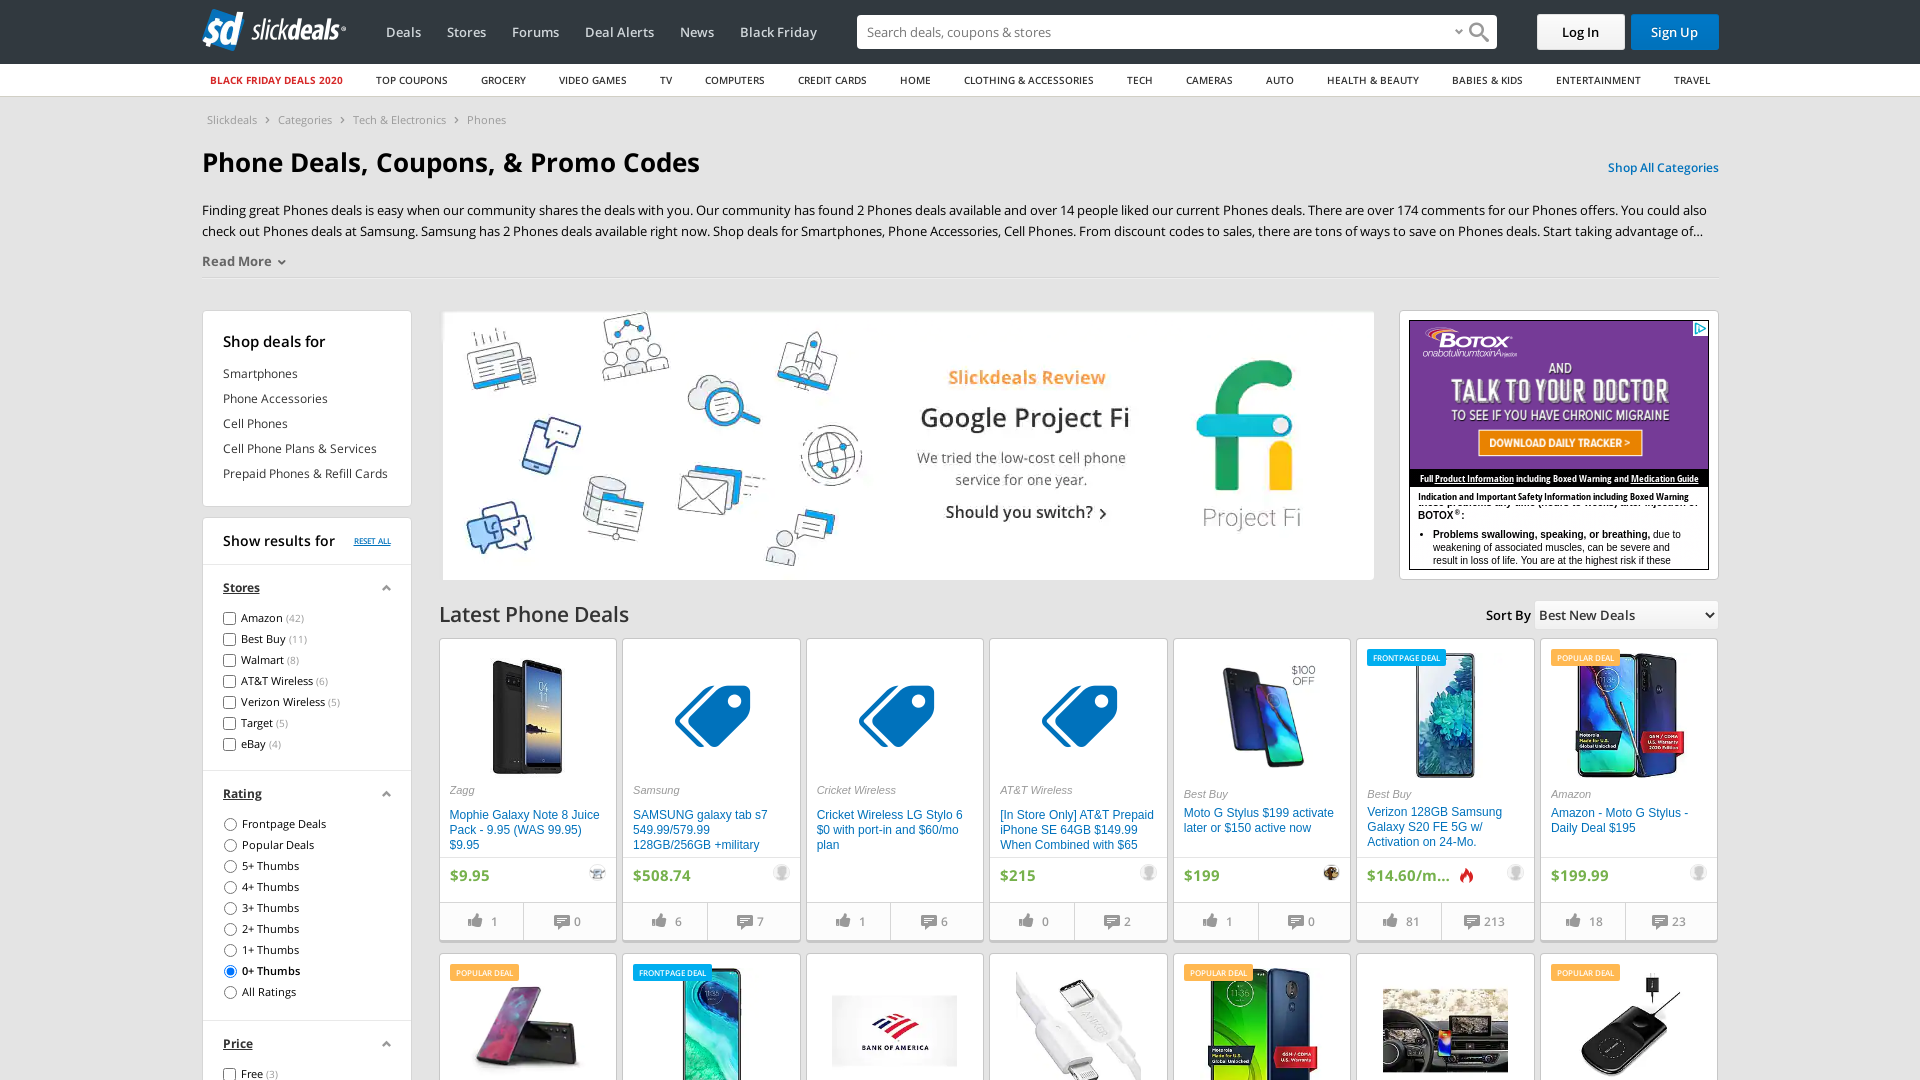 slickdeals
Deals
Stores
Forums
Deal Alerts
News
Black Friday
Search deals, coupons & stores
Log In
Sign Up
BLACK FRIDAY DEALS 2020
TOP COUPONS
GROCERY
VIDEO GAMES
TV
COMPUTERS
CREDIT CARDS
HOME
CLOTHING & ACCESSORIES
TECH
CAMERAS
AUTO
HEALTH & BEAUTY
BABIES & KIDS
ENTERTAINMENT
TRAVEL
Slickdeals > Categories > Tech & Electronics > Phones
Phone Deals, Coupons, & Promo Codes
Shop All Categories
Finding great Phones deals is easy when our community shares the deals with you. Our community has found 2 Phones deals available and over 14 people liked our current Phones deals. There are over 174 comments for our Phones offers. You could also
check out Phones deals at Samsung. Samsung has 2 Phones deals available right now. Shop deals for Smartphones, Phone Accessories, Cell Phones. From discount codes to sales, there are tons of ways to save on Phones deals. Start taking advantage of...
Read More
Shop deals for
Smartphones
Phone Accessories
Cell Phones
Cell Phone Plans & Services
Prepaid Phones & Refill Cards
Show results for
RESET ALL
Stores
Amazon (42)
Best Buy (11)
Walmart (8)
AT&T Wireless (6)
Verizon Wireless (5)
Target (5)
eBay (4)
Rating
Frontpage Deals
Popular Deals
5+ Thumbs
4+ Thumbs
3+ Thumbs
2+ Thumbs
1+ Thumbs
0+ Thumbs
All Ratings
Price
Free (3)
Slickdeals Review
Google Project Fi
We tried the low-cost cell phone
service for one year.
Should you switch? >
Project Fi
BOTOX
onabotulinumtoxinA
AND
TALK TO YOUR DOCTOR
TO SEE IF YOU HAVE CHRONIC MIGRAINE
DOWNLOAD DAILY TRACKER >
Full Product Information including Boxed Warning and Medication Guide
Indication and Important Safety Information including Boxed Warning
BOTOX®:
• Problems swallowing, speaking, or breathing, due to
weakening of associated muscles, can be severe and
result in loss of life. You are at the highest risk if these
Latest Phone Deals
Sort By
Best New Deals
Zagg
Mophie Galaxy Note 8 Juice
Pack - 9.95 (WAS 99.95)
$9.95
$9.95
1
0
Samsung
SAMSUNG galaxy tab s7
549.99/579.99
128GB/256GB +military
$508.74
6
7
Cricket Wireless
Cricket Wireless LG Stylo 6
$0 with port-in and $60/mo
plan
1
6
AT&T Wireless
[In Store Only] AT&T Prepaid
iPhone SE 64GB $149.99
When Combined with $65
$215
0
2
$100
OFF
Best Buy
Moto G Stylus $199 activate
later or $150 active now
$199
1
0
FRONTPAGE DEAL
Best Buy
Verizon 128GB Samsung
Galaxy S20 FE 5G w/
Activation on 24-Mo.
$14.60/m...
81
213
POPULAR DEAL
Amazon
Amazon - Moto G Stylus -
Daily Deal $195
$199.99
18
23
POPULAR DEAL
FRONTPAGE DEAL
BANK OF AMERICA
POPULAR DEAL
POPULAR DEAL